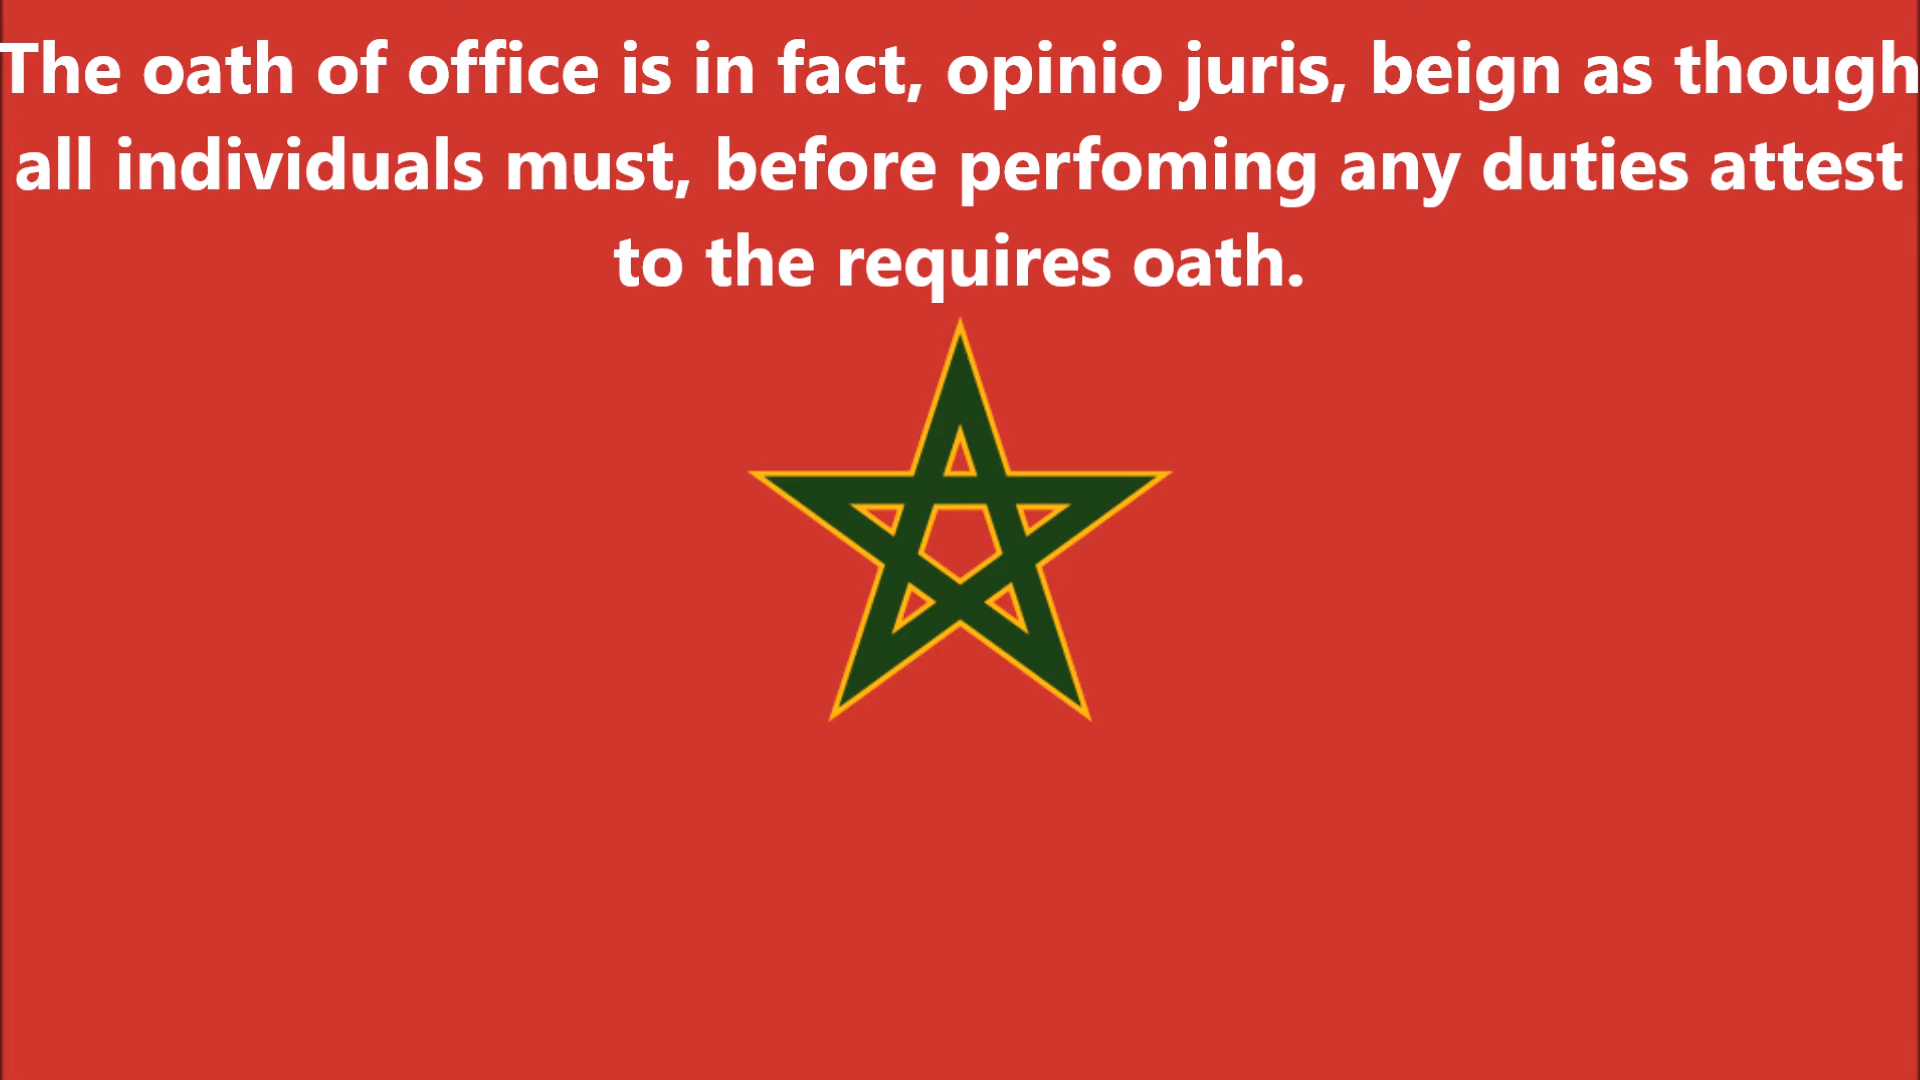 The oath of office is in fact, opinio juris, beign as though
all individuals must, before perfoming any duties attest
to the requires oath.